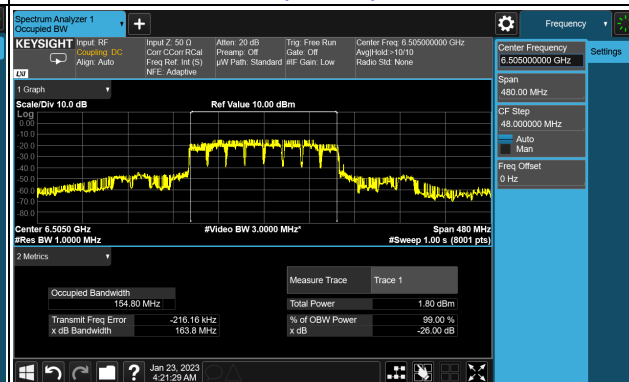 Spectrum Analyzer 1
Occupied BW
Frequency
KEYSIGHT
Input: RF
Coupling: DC
Align: Auto
Input Z: 50 Ω
Corr CCorr RCal
Freq Ref: Int (S)
NFE: Adaptive
Atten: 20 dB
Preamp: Off
µW Path: Standard
Trig: Free Run
Gate: Off
#IF Gain: Low
Center Freq: 6.505000000 GHz
Avg|Hold:>10/10
Radio Std: None
LXI
Center Frequency
6.505000000 GHz
Settings
Span
480.00 MHz
CF Step
48.000000 MHz
Auto
Man
Freq Offset
0 Hz
1 Graph
Scale/Div 10.0 dB
Ref Value 10.00 dBm
Log
0.00
-10.0
-20.0
-30.0
-40.0
-50.0
-60.0
-70.0
-80.0
Center 6.5050 GHz
#Video BW 3.0000 MHz*
Span 480 MHz
#Res BW 1.0000 MHz
#Sweep 1.00 s (8001 pts)
2 Metrics
Measure Trace
Trace 1
Occupied Bandwidth
154.80 MHz
Total Power
1.80 dBm
Transmit Freq Error
-216.16 kHz
% of OBW Power
99.00 %
x dB Bandwidth
163.8 MHz
x dB
-26.00 dB
?
Jan 23, 2023
4:21:29 AM